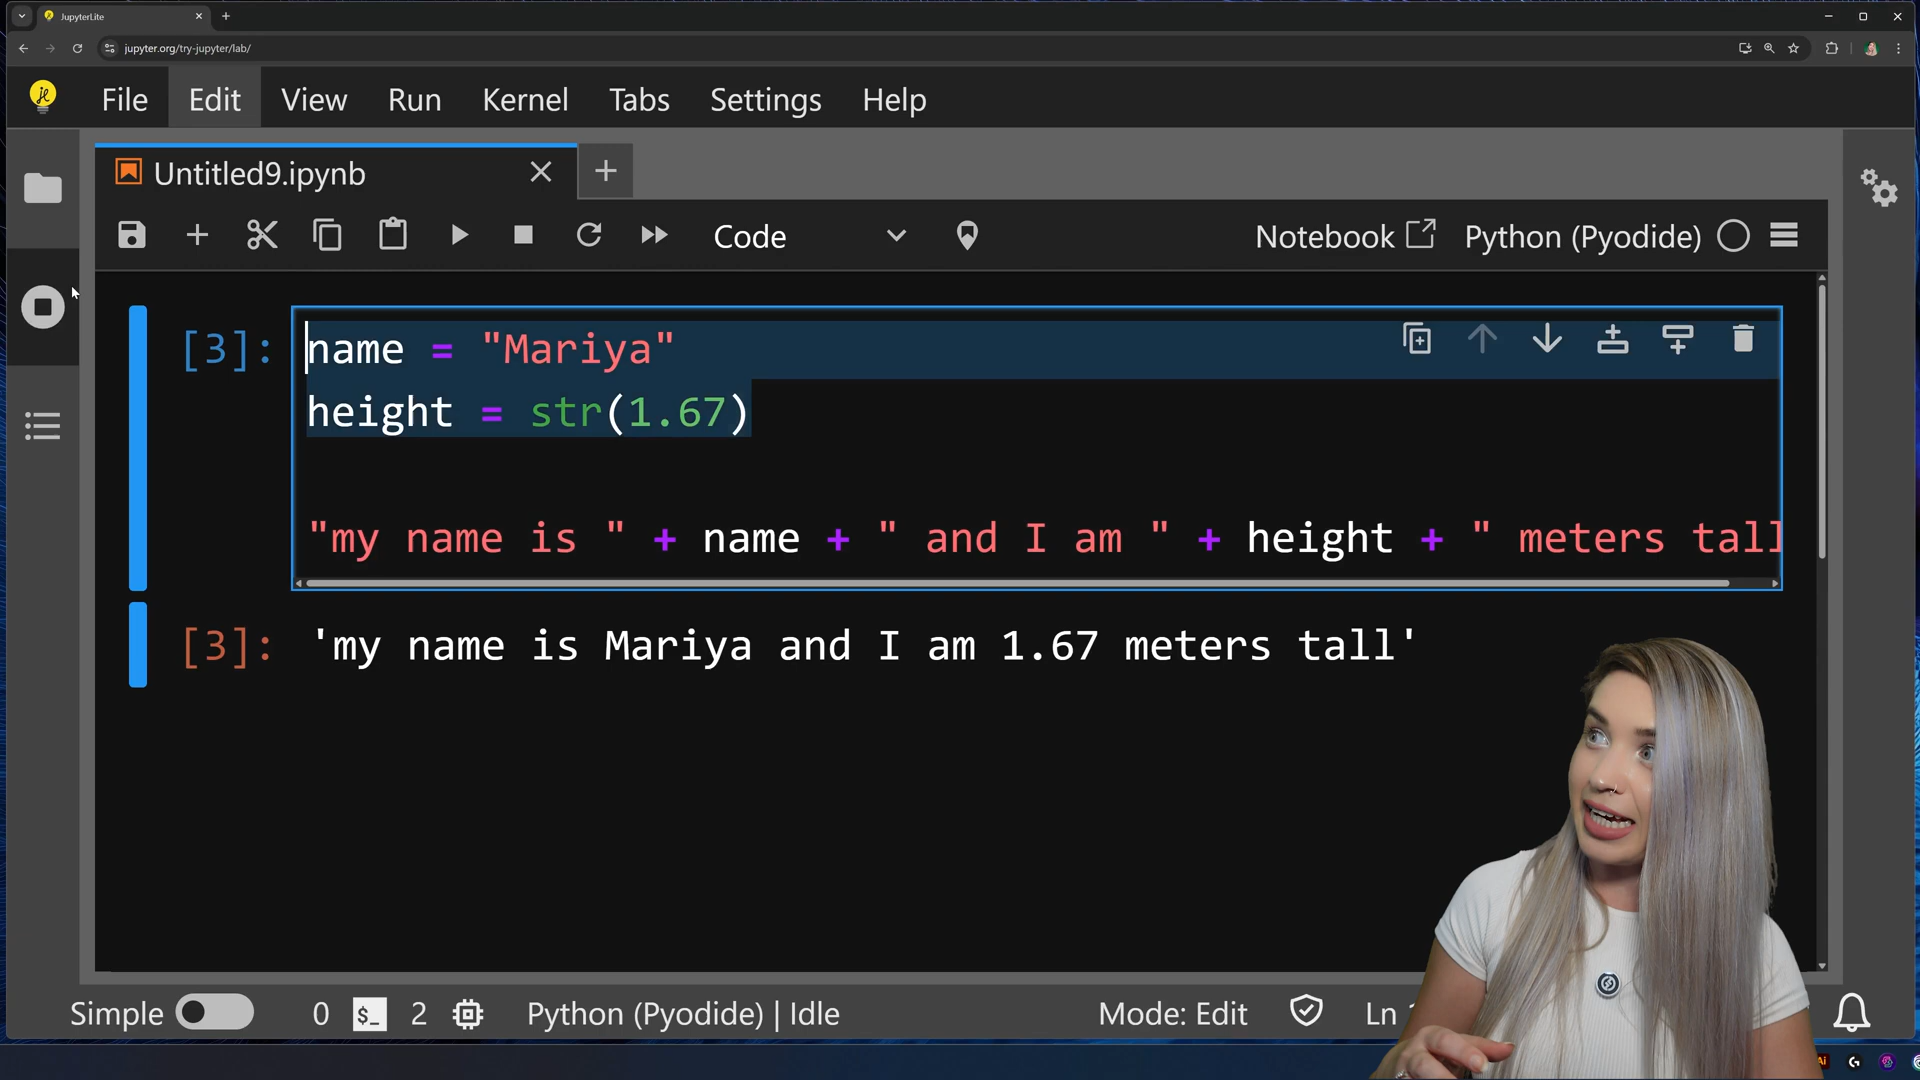 JupyterLite
jupyter.org/try-jupyter/lab/
File Edit View Run Kernel Tabs Settings Help
Untitled9.ipynb
Code Notebook Python (Pyodide)
[3]: name = "Mariya"
height = str(1.67)
"my name is " + name + " and I am " + height + " meters tall
[3]: 'my name is Mariya and I am 1.67 meters tall'
Simple 0 $_ 2 Python (Pyodide) | Idle Mode: Edit Ln
Ai